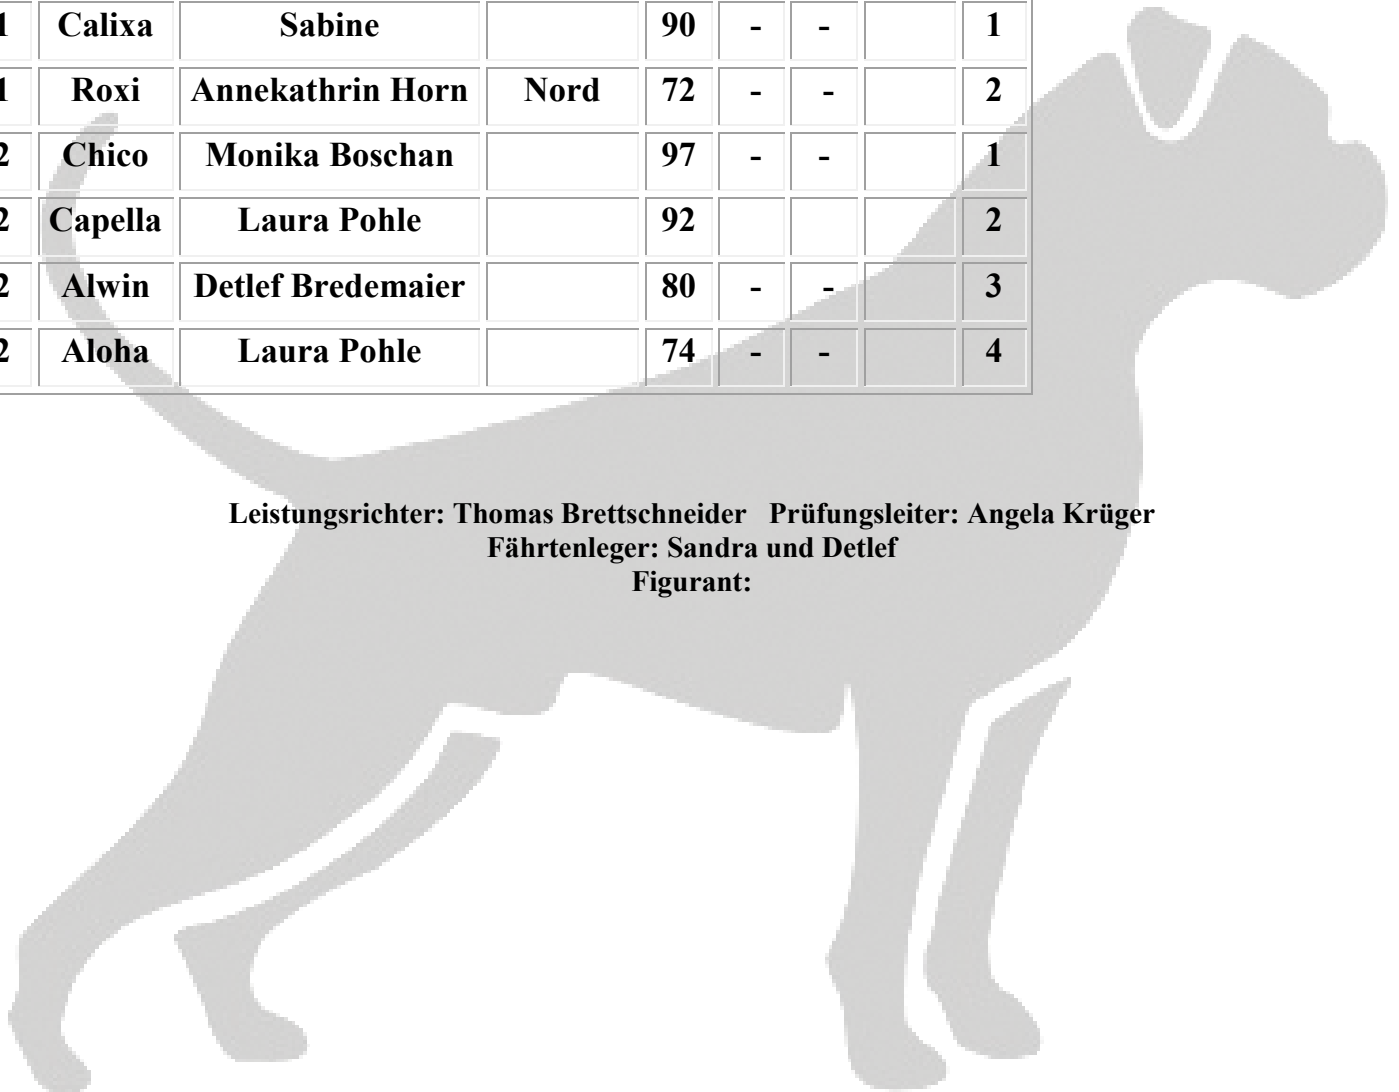 1 Calixa Sabine 90 - - 1
1 Roxi Annekathrin Horn Nord 72 - - 2
2 Chico Monika Boschan 97 - - 1
2 Capella Laura Pohle 92 2
2 Alwin Detlef Bredemaier 80 - - 3
2 Aloha Laura Pohle 74 - - 4
Leistungsrichter: Thomas Brettschneider Prüfungsleiter: Angela Krüger
Fährtenleger: Sandra und Detlef
Figurant: